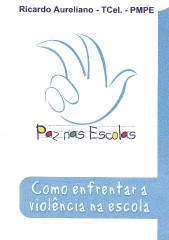 Ricardo Aureliano - TCel. - PMPE
Paz nas Escolas
Como enfrentar a
violência na escola